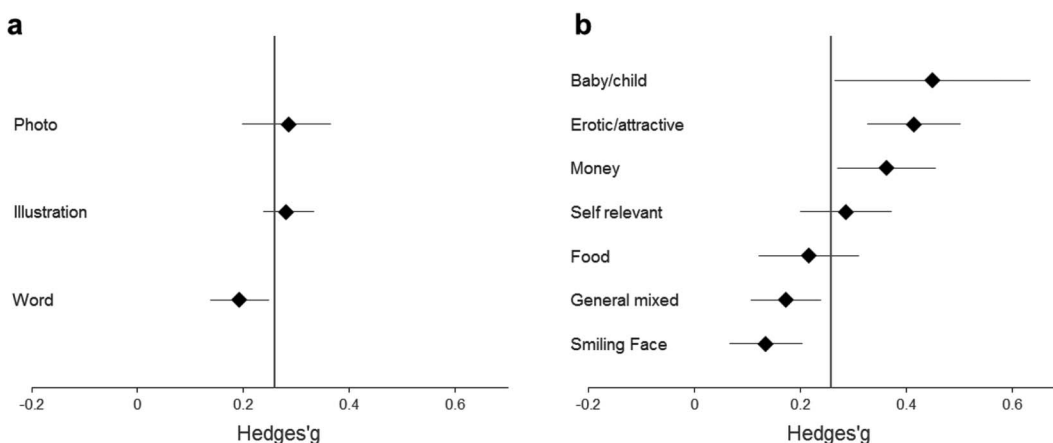 a
Photo
Illustration
Word
-0.2 0 0.2 0.4 0.6
Hedges'g
b
Baby/child
Erotic/attractive
Money
Self relevant
Food
General mixed
Smiling Face
-0.2 0 0.2 0.4 0.6
Hedges'g